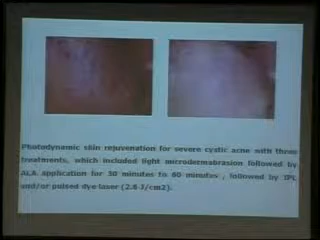 Photodynamic skin rejuvenation for severe cystic acne with three
treatments, which included light microdermabrasion followed by
ALA application for 30 minutes to 60 minutes , followed by IPL
and/or pulsed dye laser (2.6 J/cm2).